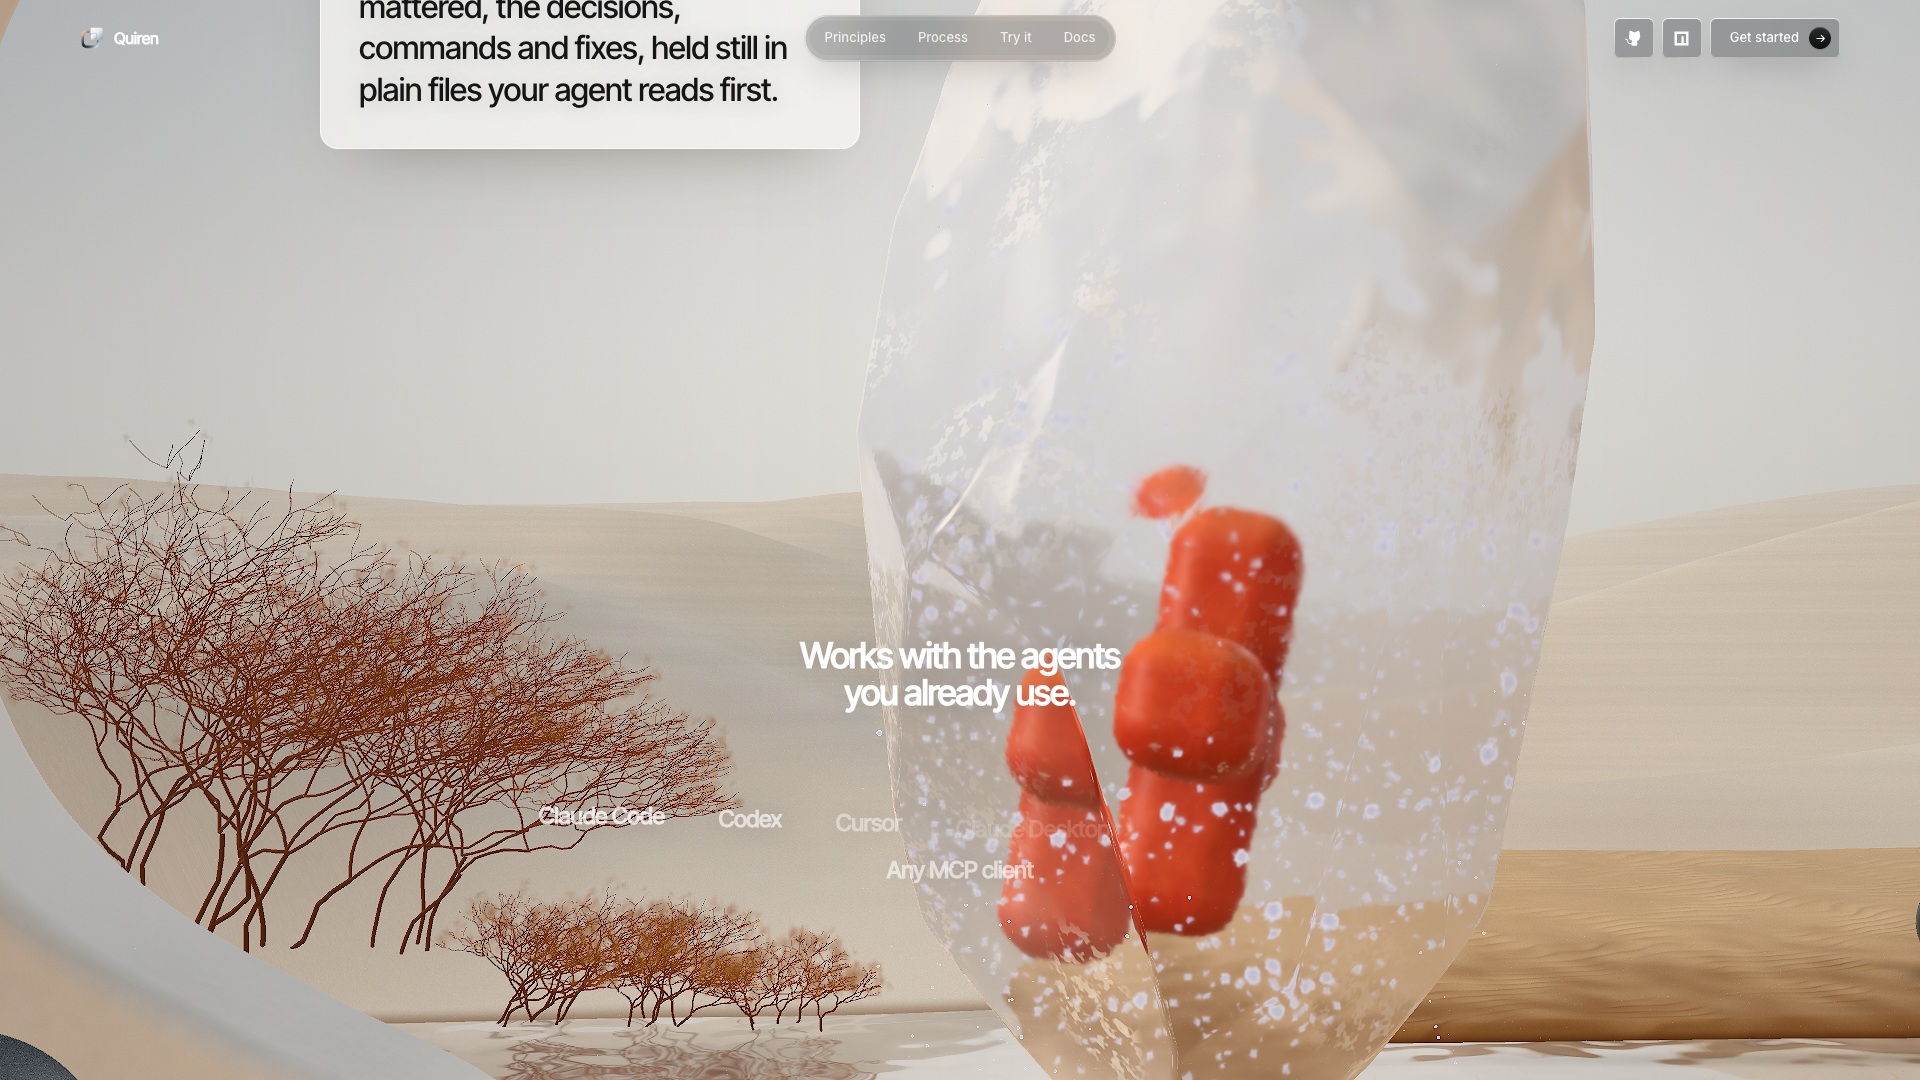 mattered, the decisions,
commands and fixes, held still in
plain files your agent reads first.
Quiren
Principles
Process
Try it
Docs
Get started
Works with the agents
you already use.
Claude Code
Codex
Cursor
Claude Desktop
Any MCP client